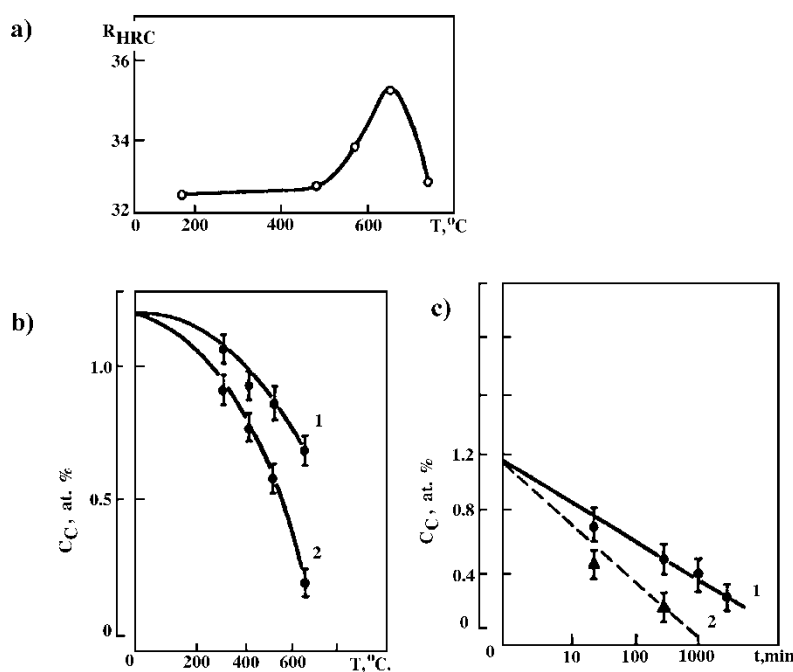 a)
R_HRC
36
34
32
0 200 400 600 T,°C
b)
1.0
0.5
0
C_C, at. %
1
2
0 200 400 600 T,°C,
c)
1.2
0.8
0.4
0
C_C, at. %
1
2
0 10 100 1000 t,min